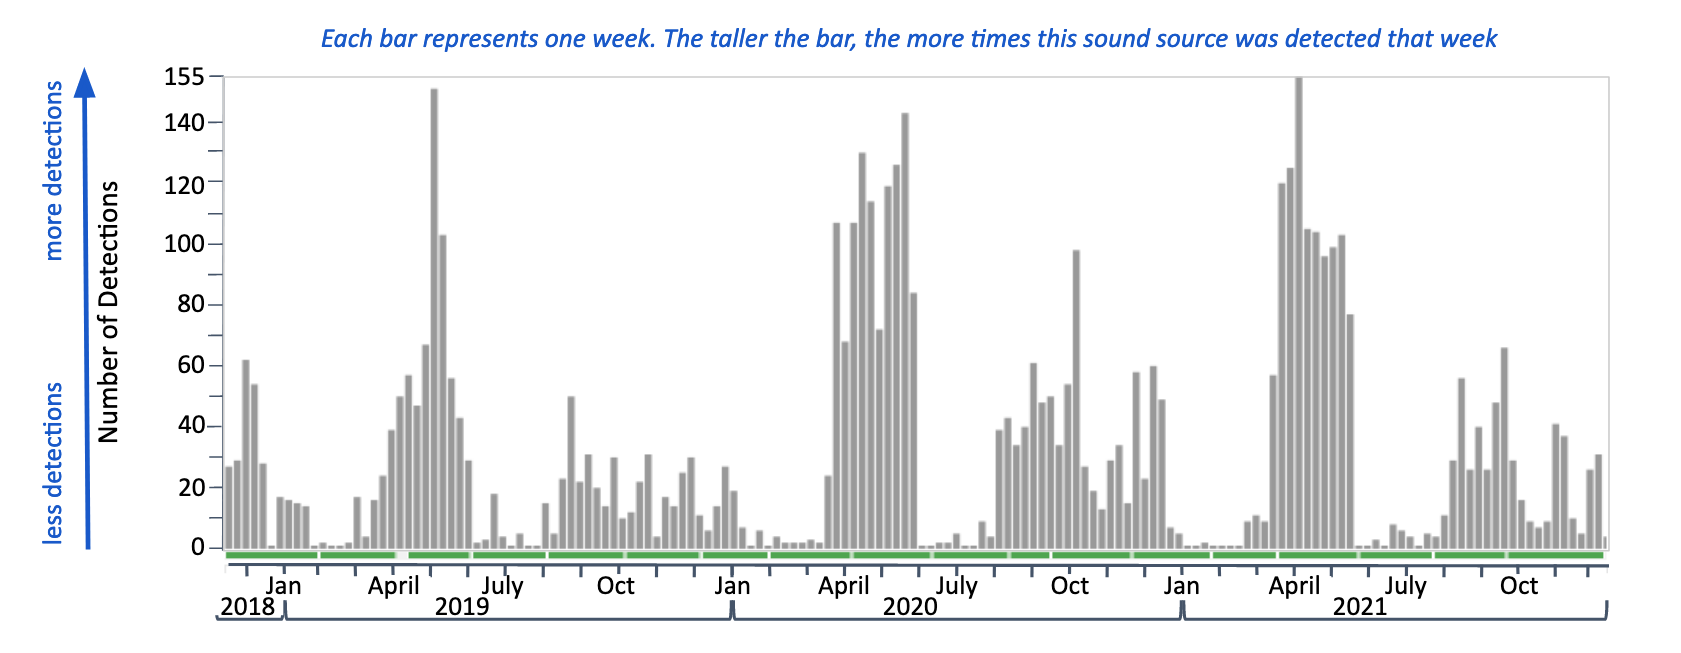 Each bar represents one week. The taller the bar, the more times this sound source was detected that week
more detections
less detections
Number of Detections
155
140
120
100
80
60
40
20
0
Jan April July Oct Jan April July Oct Jan April July Oct
2018 2019 2020 2021